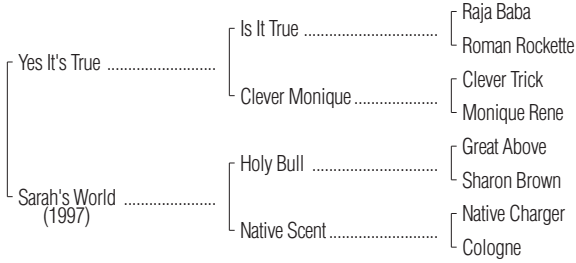 Raja Baba
Is It True
Roman Rockette
Yes It's True
Clever Trick
Clever Monique
Monique Rene
Great Above
Holy Bull
Sharon Brown
Sarah's World
(1997)
Native Charger
Native Scent
Cologne